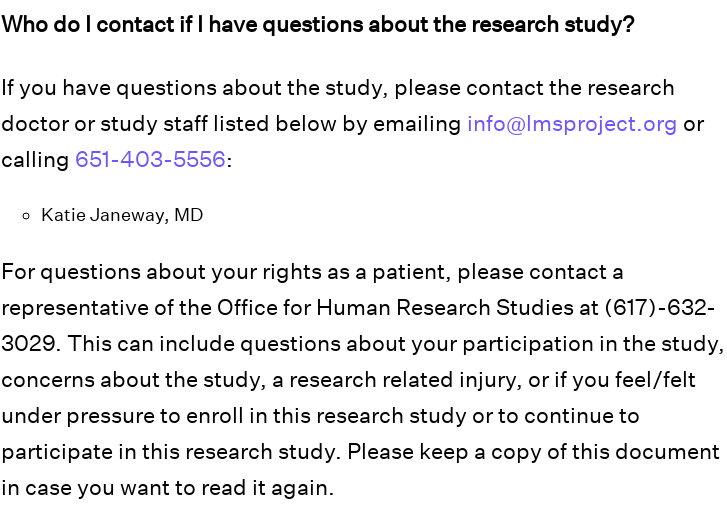 Who do I contact if I have questions about the research study?
If you have questions about the study, please contact the research
doctor or study staff listed below by emailing info@lmsproject.org or
calling 651-403-5556:
Katie Janeway, MD
For questions about your rights as a patient, please contact a
representative of the Office for Human Research Studies at (617)-632-
3029. This can include questions about your participation in the study,
concerns about the study, a research related injury, or if you feel/felt
under pressure to enroll in this research study or to continue to
participate in this research study. Please keep a copy of this document
in case you want to read it again.